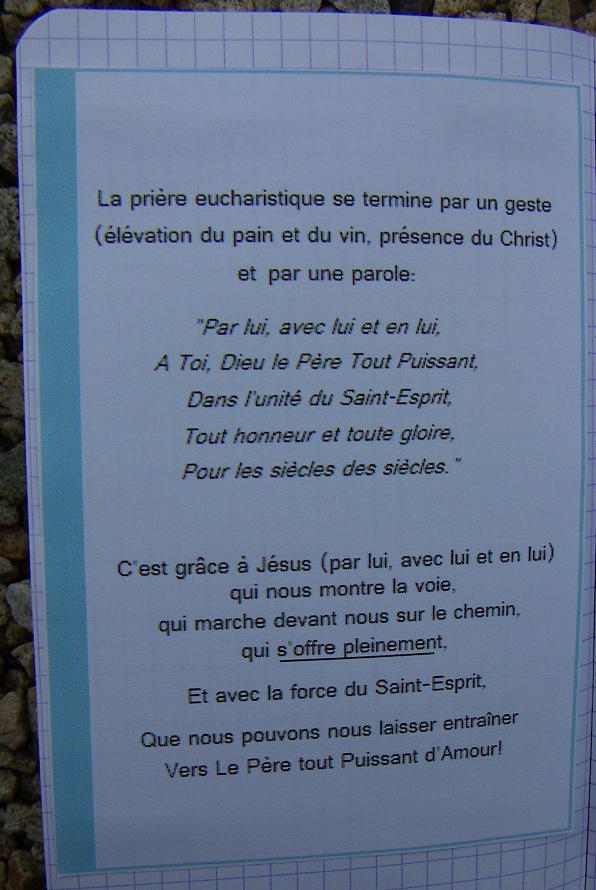 La prière eucharistique se termine par un geste
(élévation du pain et du vin, présence du Christ)
et par une parole:
"Par lui, avec lui et en lui,
A Toi, Dieu le Père Tout Puissant,
Dans l'unité du Saint-Esprit,
Tout honneur et toute gloire,
Pour les siècles des siècles."
C'est grâce à Jésus (par lui, avec lui et en lui)
qui nous montre la voie,
qui marche devant nous sur le chemin,
qui s'offre pleinement,
Et avec la force du Saint-Esprit,
Que nous pouvons nous laisser entraîner
Vers Le Père tout Puissant d'Amour!